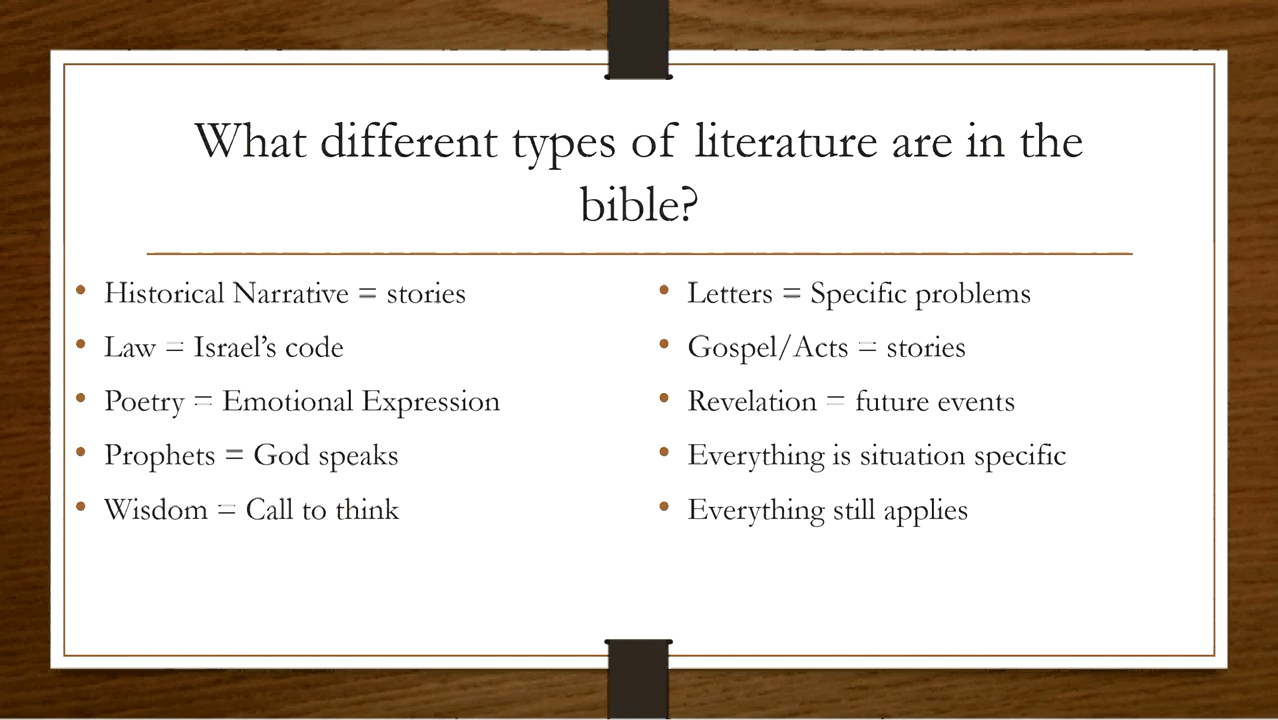 What different types of literature are in the
bible?
• Historical Narrative = stories
• Law = Israel’s code
• Poetry = Emotional Expression
• Prophets = God speaks
• Wisdom = Call to think
• Letters = Specific problems
• Gospel/Acts = stories
• Revelation = future events
• Everything is situation specific
• Everything still applies